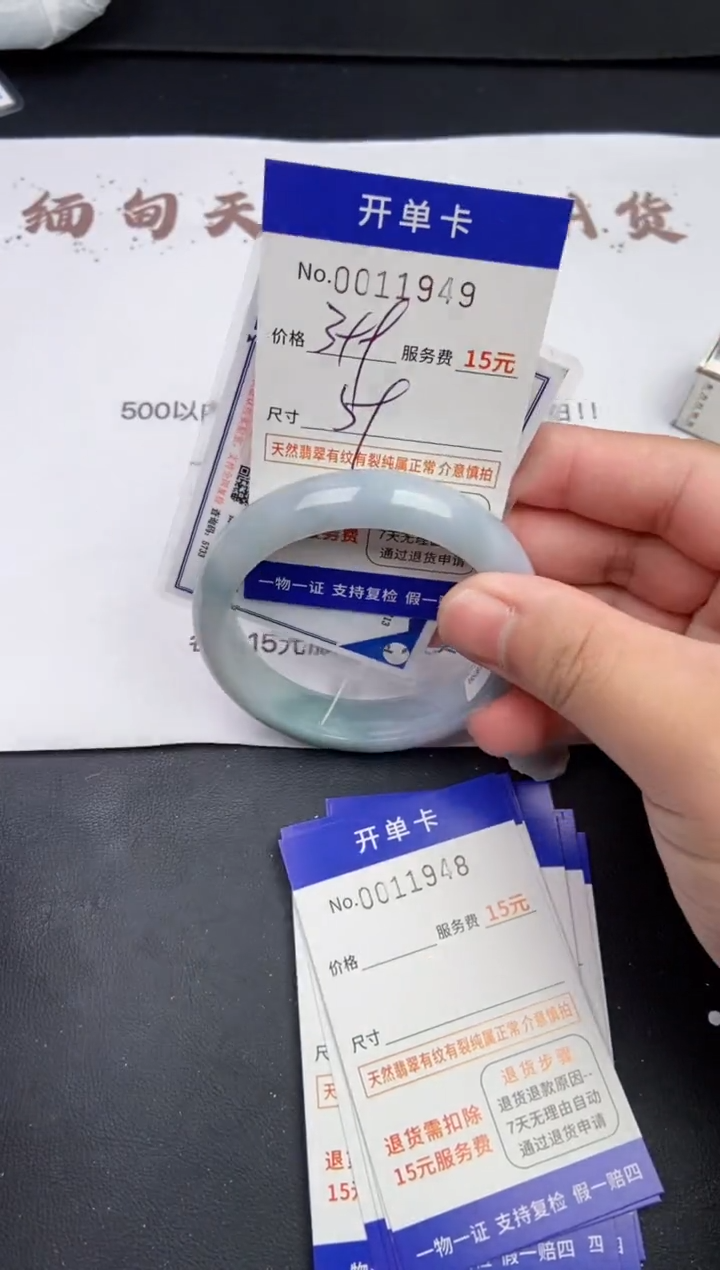 缅甸天 A货
开单卡
No.0011949
价格 服务费 15元
500以
尺寸 59
天然翡翠有纹有裂纯属正常 介意慎拍
7天无理由
通过退货申请
一物一证 支持复检 假一
15元
开单卡
No.0011948
价格 服务费 15元
尺寸
天然翡翠有纹有裂纯属正常 介意慎拍
退货需扣除
15元服务费
退货步骤
退货退款原因--
7天无理由自动
通过退货申请
一物一证 支持复检 假一赔四